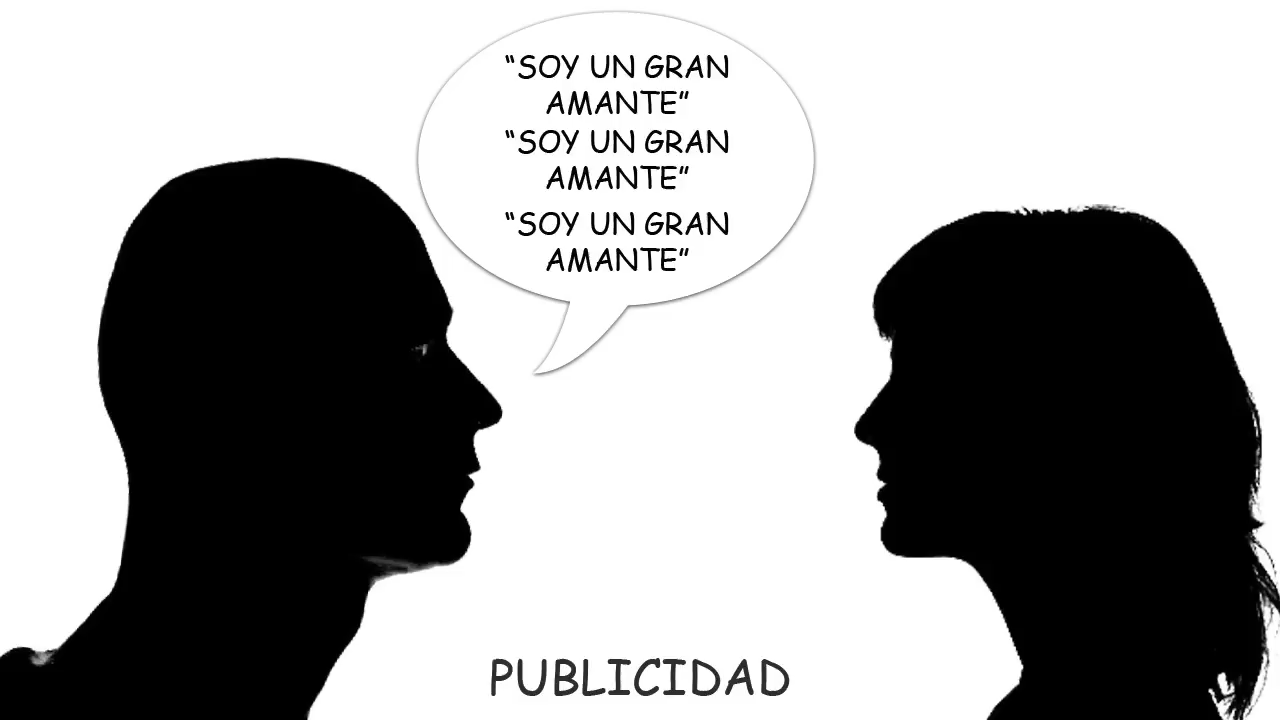 “SOY UN GRAN
AMANTE”
“SOY UN GRAN
AMANTE”
“SOY UN GRAN
AMANTE”
PUBLICIDAD